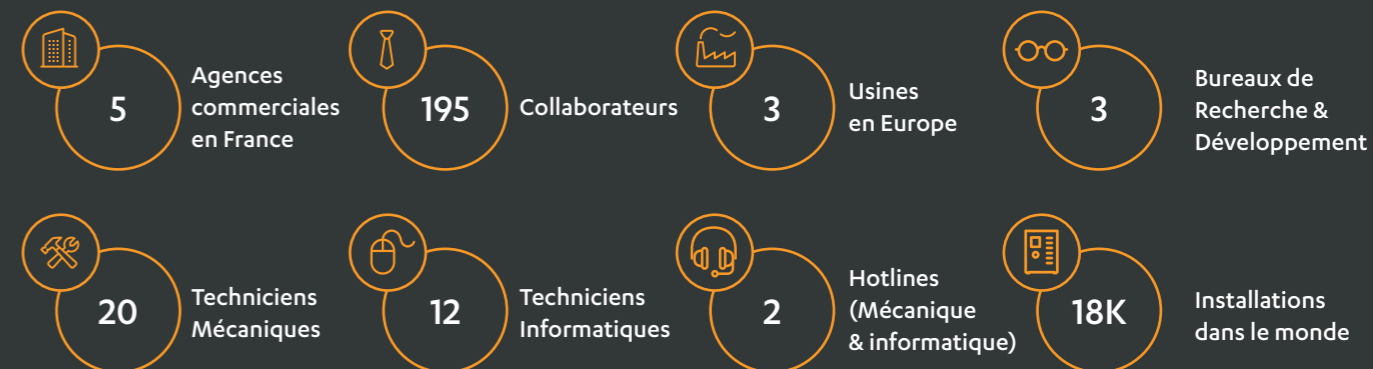 5
Agences
commerciales
en France
195
Collaborateurs
3
Usines
en Europe
3
Bureaux de
Recherche &
Développement
20
Techniciens
Mécaniques
12
Techniciens
Informatiques
2
Hotlines
(Mécanique
& informatique)
18K
Installations
dans le monde